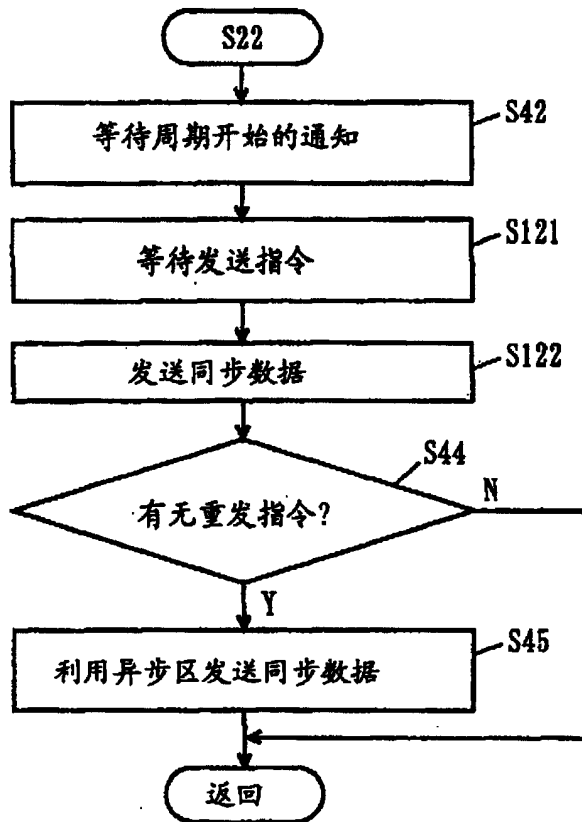 S22
等待周期开始的通知
S42
等待发送指令
S121
发送同步数据
S122
有无重发指令?
S44
N
Y
利用异步区发送同步数据
S45
返回